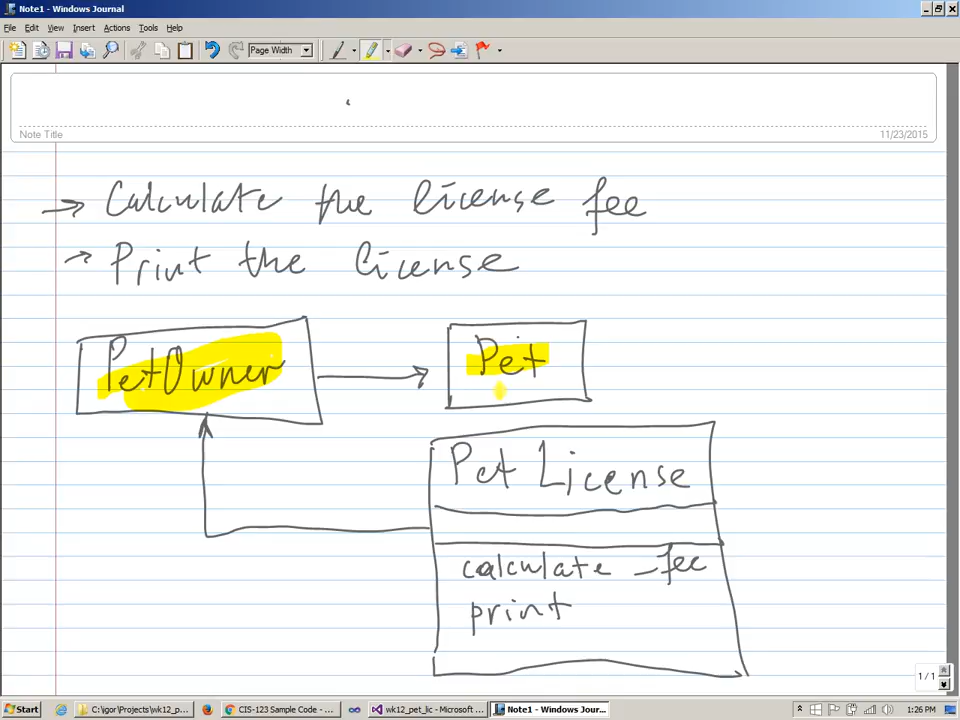 Note1 - Windows Journal
File Edit View Insert Actions Tools Help
Page Width
Note Title
11/23/2015
→ Calculate the license fee
→ Print the license
PetOwner
Pet
Pet License
calculate_fee
print
1 / 1
Start
C:\igor\Projects\wk12_p...
CIS-123 Sample Code - ...
wk12_pet_lic - Microsoft ...
Note1 - Windows Jou...
1:26 PM